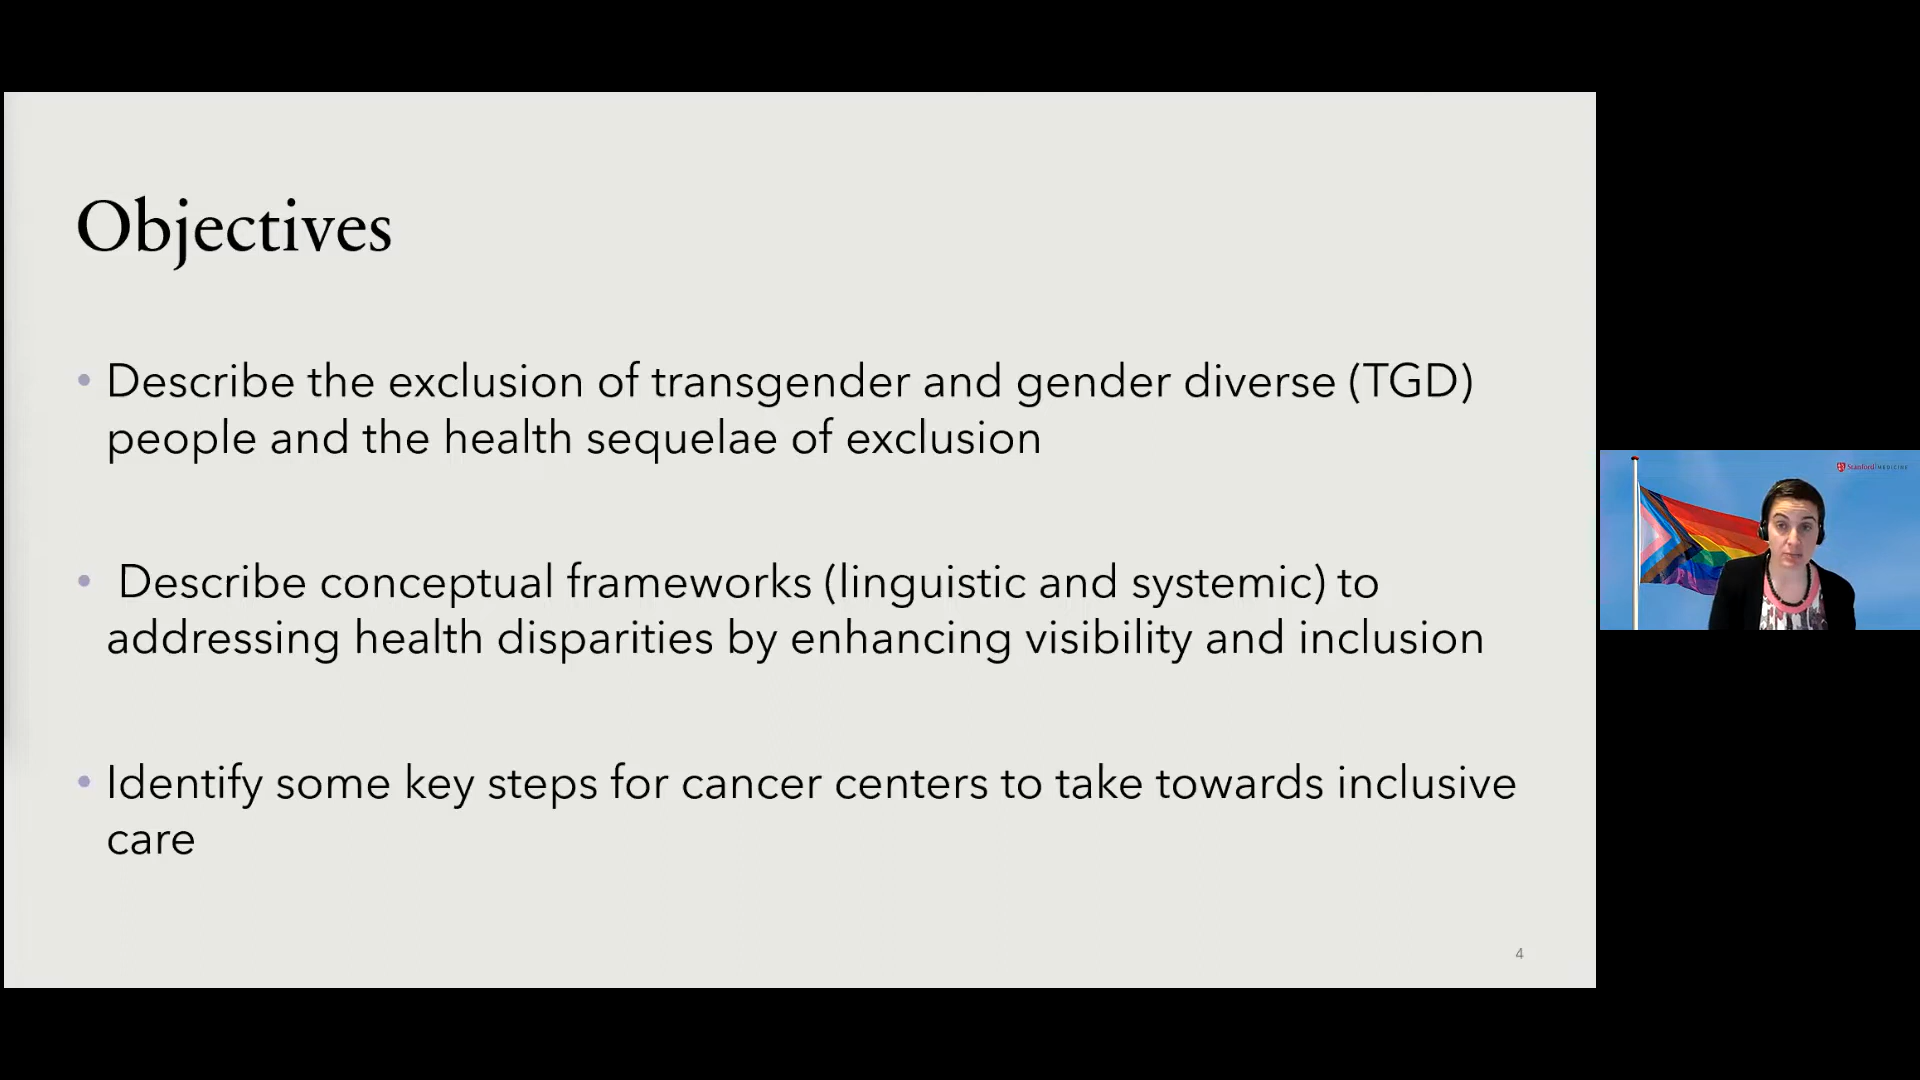 Objectives
• Describe the exclusion of transgender and gender diverse (TGD)
people and the health sequelae of exclusion
• Describe conceptual frameworks (linguistic and systemic) to
addressing health disparities by enhancing visibility and inclusion
• Identify some key steps for cancer centers to take towards inclusive
care
4
Stanford MEDICINE